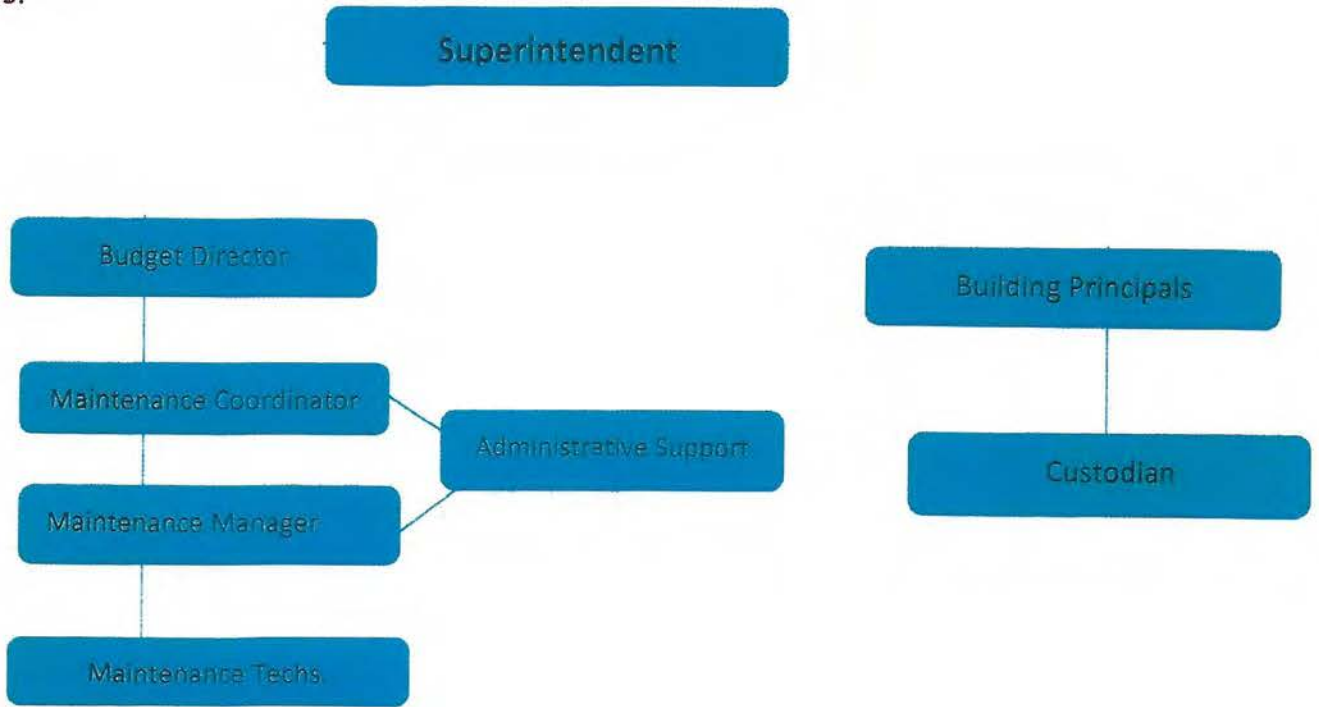 Superintendent
Budget Director
Building Principals
Maintenance Coordinator
Administrative Support
Custodian
Maintenance Manager
Maintenance Techs.